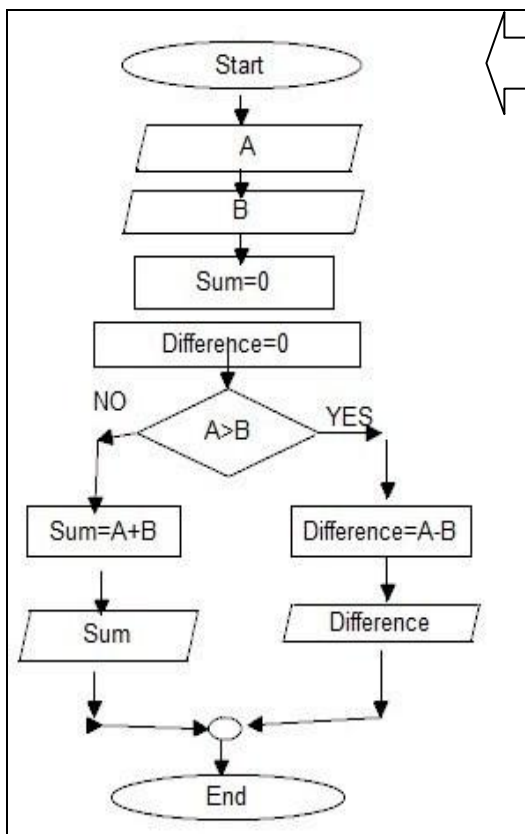 Start
A
B
Sum=0
Difference=0
NO
A>B
YES
Sum=A+B
Difference=A-B
Sum
Difference
End